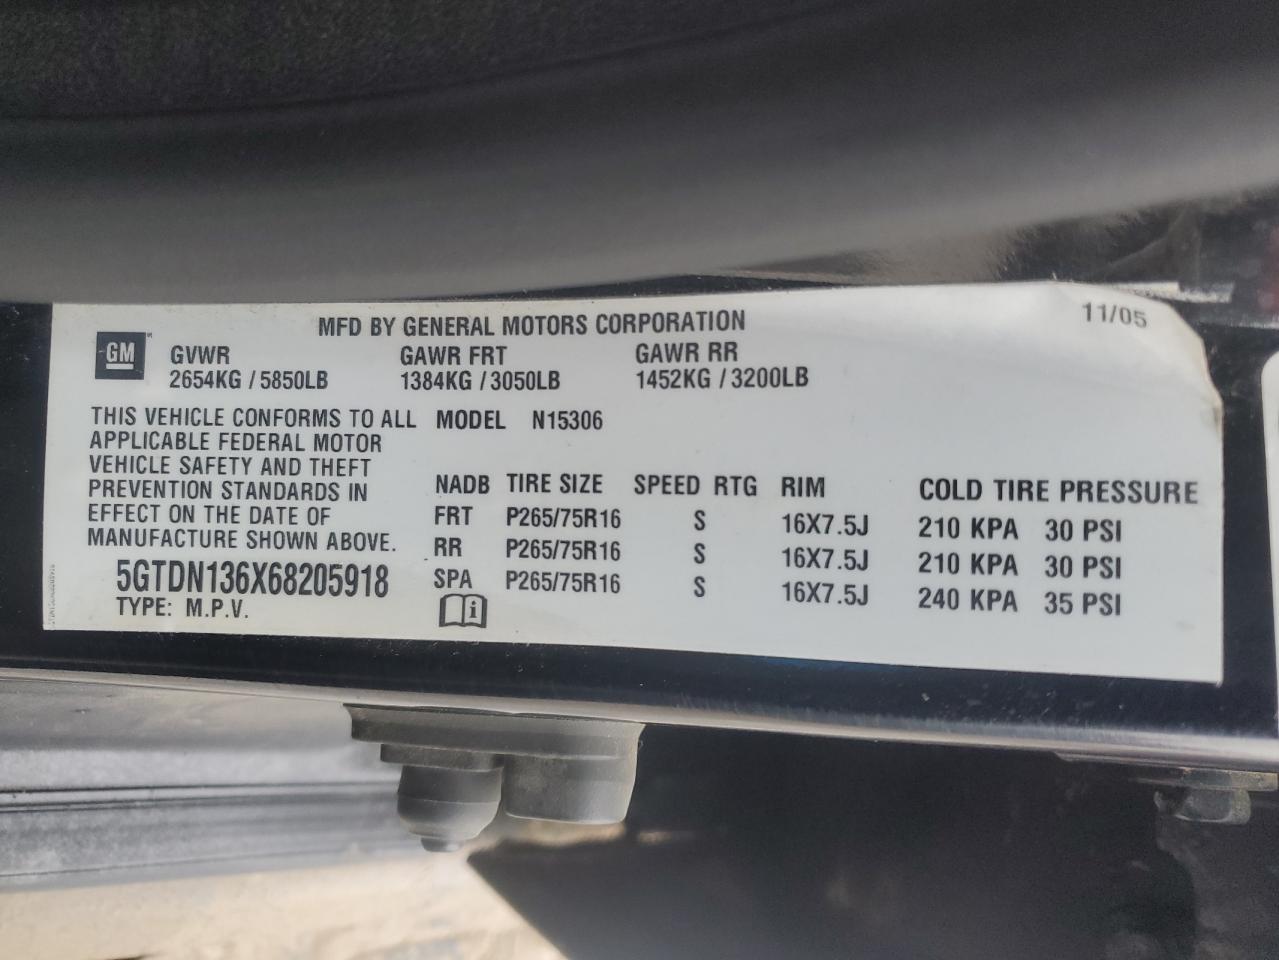 MFD BY GENERAL MOTORS CORPORATION 11/05
GM
GVWR GAWR FRT GAWR RR
2654KG / 5850LB 1384KG / 3050LB 1452KG / 3200LB
THIS VEHICLE CONFORMS TO ALL
APPLICABLE FEDERAL MOTOR
VEHICLE SAFETY AND THEFT
PREVENTION STANDARDS IN
EFFECT ON THE DATE OF
MANUFACTURE SHOWN ABOVE.
5GTDN136X68205918
TYPE: M.P.V.
MODEL N15306
NADB TIRE SIZE SPEED RTG RIM COLD TIRE PRESSURE
FRT P265/75R16 S 16X7.5J 210 KPA 30 PSI
RR P265/75R16 S 16X7.5J 210 KPA 30 PSI
SPA P265/75R16 S 16X7.5J 240 KPA 35 PSI